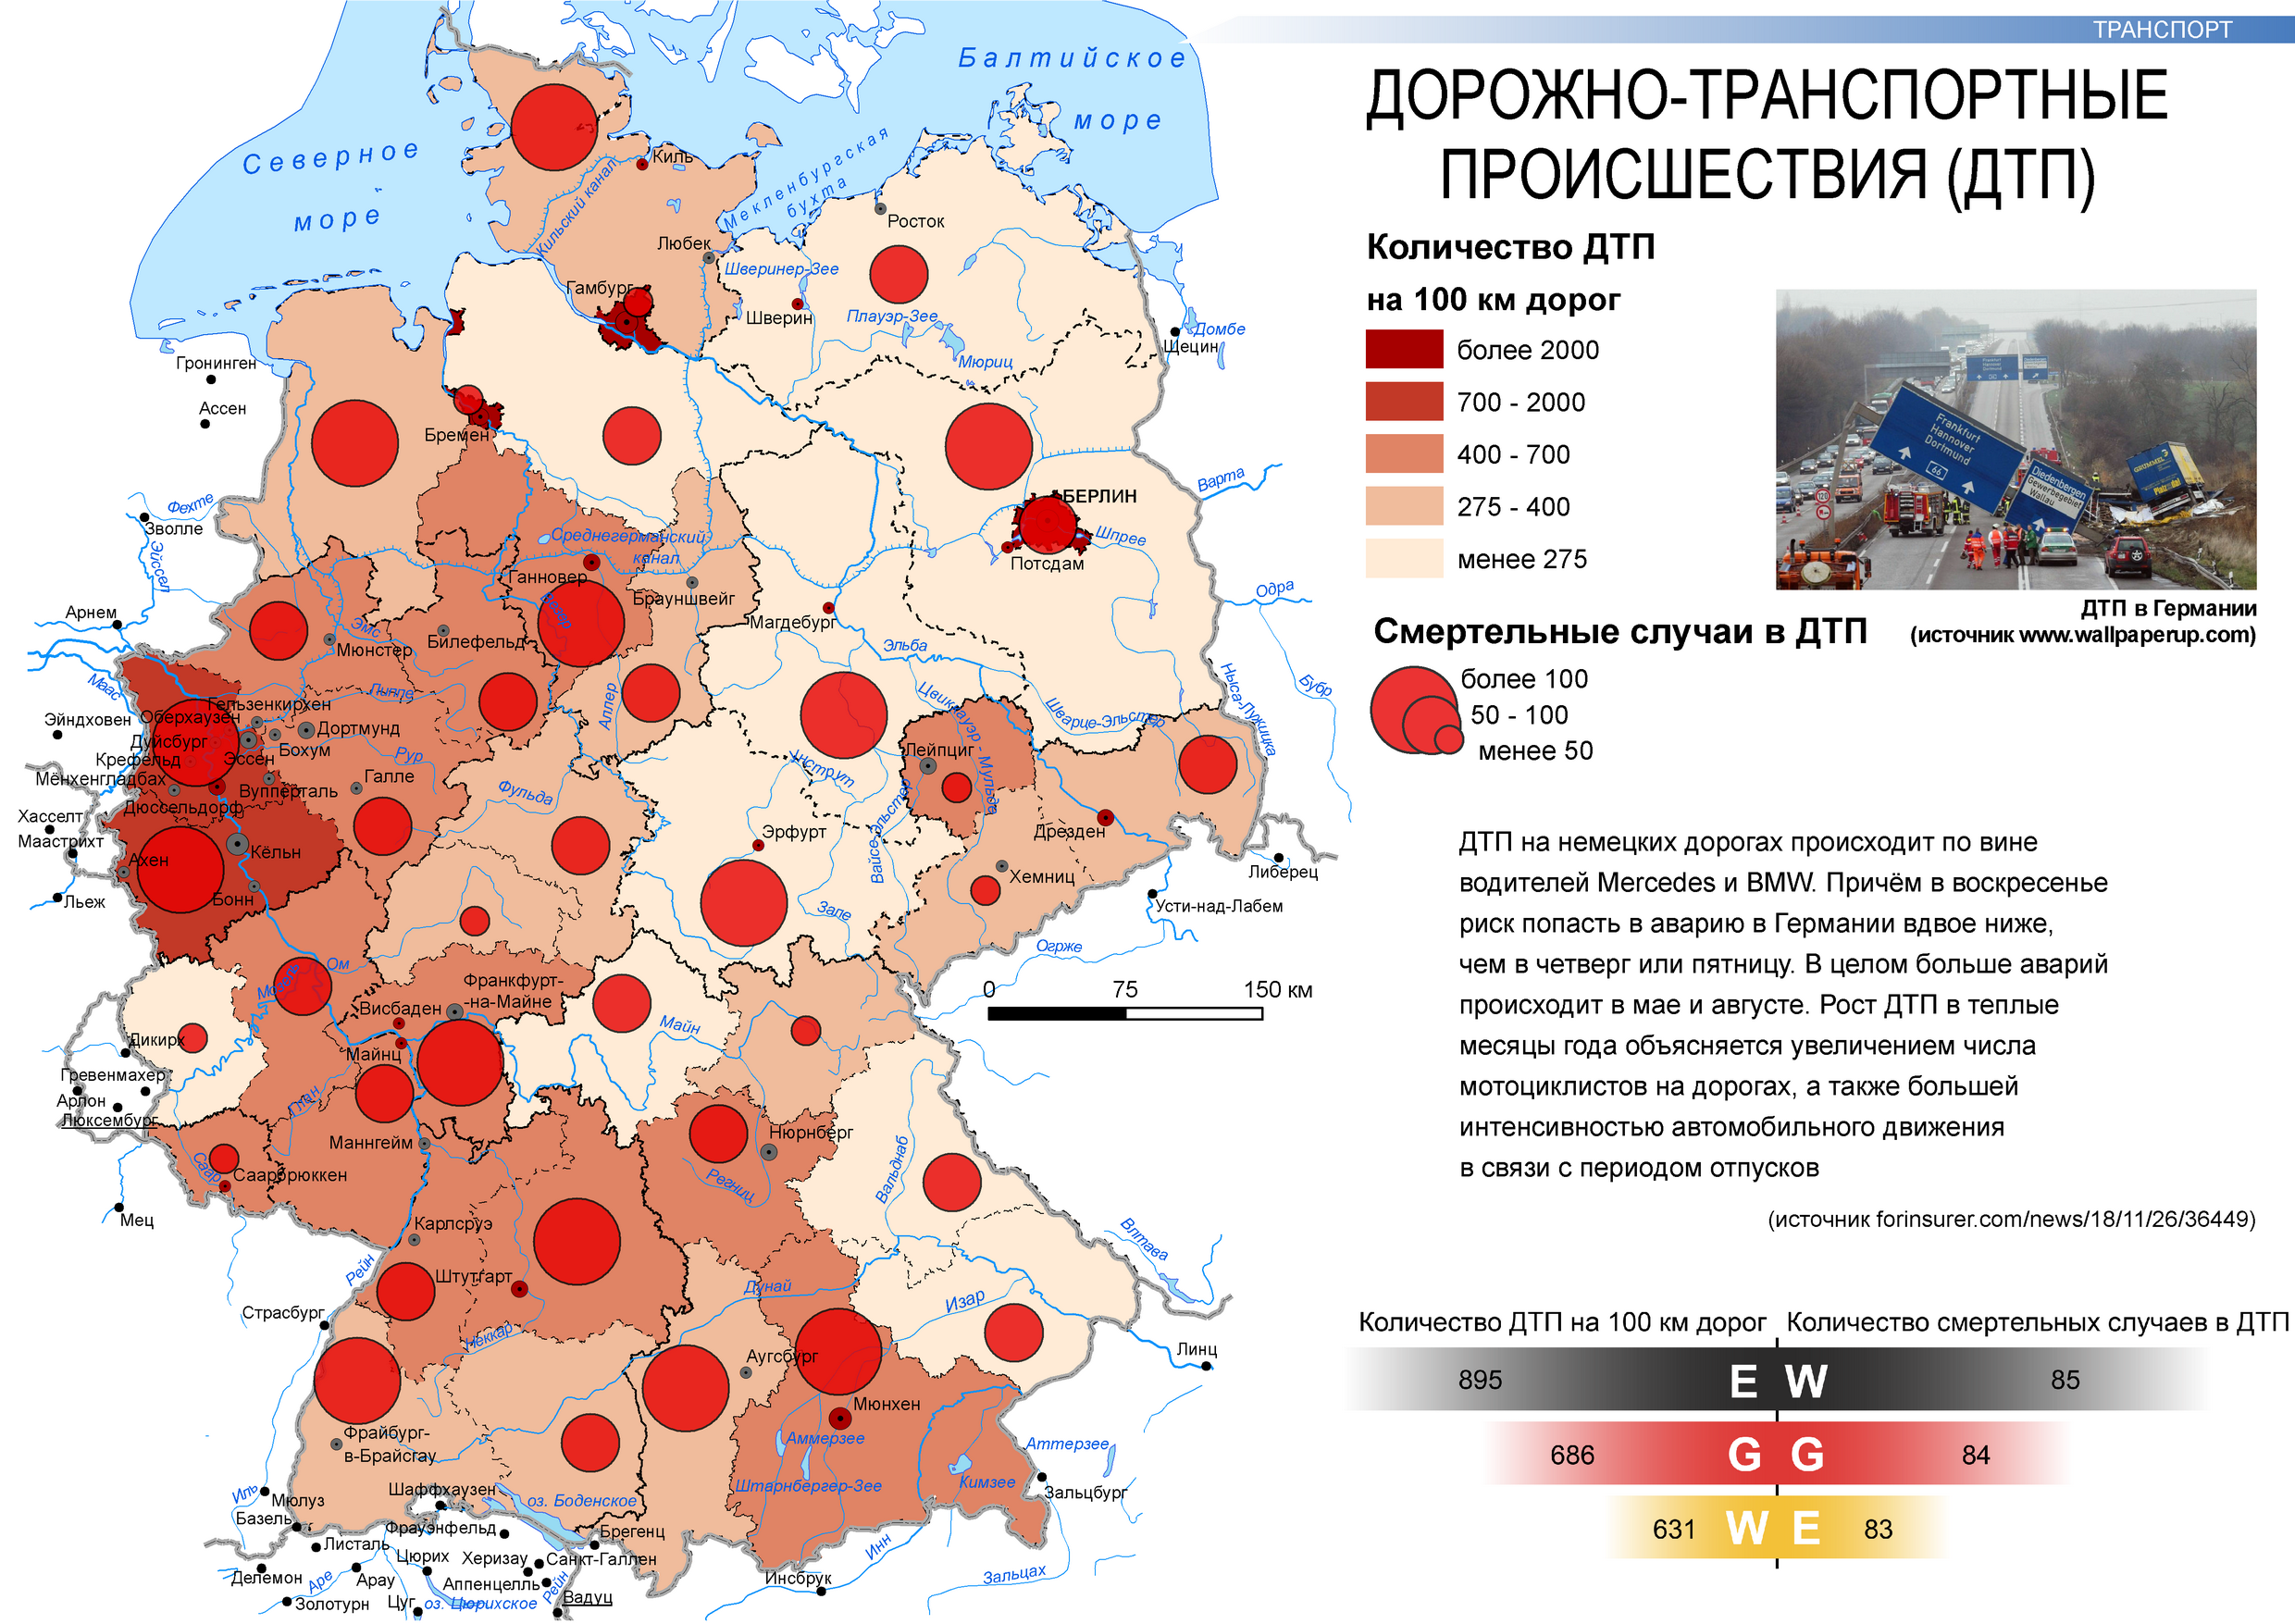 ТРАНСПОРТ
ДОРОЖНО-ТРАНСПОРТНЫЕ
ПРОИСШЕСТВИЯ (ДТП)
Количество ДТП
на 100 км дорог
более 2000
700 - 2000
400 - 700
275 - 400
менее 275
Frankfurt
Hannover
Dortmund
66
Diedenbergen
Gewerbegebiet
Wallau
ДТП в Германии
(источник www.wallpaperup.com)
Смертельные случаи в ДТП
более 100
50 - 100
менее 50
ДТП на немецких дорогах происходит по вине
водителей Mercedes и BMW. Причём в воскресенье
риск попасть в аварию в Германии вдвое ниже,
чем в четверг или пятницу. В целом больше аварий
происходит в мае и августе. Рост ДТП в теплые
месяцы года объясняется увеличением числа
мотоциклистов на дорогах, а также большей
интенсивностью автомобильного движения
в связи с периодом отпусков
(источник forinsurer.com/news/18/11/26/36449)
Количество ДТП на 100 км дорог
Количество смертельных случаев в ДТП
895 E W 85
686 G G 84
631 W E 83
0 75 150 км
Балтийское
море
Северное
море
Мекленбургская
бухта
Киль
Кильский канал
Росток
Любек
Шверинер-Зее
Гамбург
Шверин
Плауэр-Зее
Мюриц
Домбе
Щецин
Гронинген
Ассен
Бремен
Варта
БЕРЛИН
Шпрее
Потсдам
Фехте
Зволле
Эйссел
Среднегерманский
канал
Ганновер
Брауншвейг
Везер
Магдебург
Одра
Арнем
Эмс
Мюнстер
Билефельд
Эльба
Маас
Липпе
Аллер
Ныса-Лужицка
Бубр
Эйндховен
Гельзенкирхен
Оберхаузен
Дортмунд
Дуйсбург
Бохум
Крефельд
Эссен
Рур
Мёнхенгладбах
Вупперталь
Галле
Дюссельдорф
Цвиккауэр-Мульде
Шварце-Эльстер
Лейпциг
Унструт
Фульда
Хасселт
Маастрихт
Ахен
Кёльн
Эрфурт
Вайсе-Эльстер
Дрезден
Хемниц
Либерец
Льеж
Бонн
Зале
Усти-над-Лабем
Огрже
Ом
Мозель
Франкфурт-
-на-Майне
Висбаден
Майн
Дикирх
Майнц
Гревенмахер
Арлон
Люксембург
Глан
Маннгейм
Нюрнберг
Саар
Саарбрюккен
Регниц
Вальднаб
Мец
Карлсруэ
Влтава
Рейн
Штутгарт
Дунай
Изар
Страсбург
Неккар
Аугсбург
Линц
Мюнхен
Фрайбург-
в-Брайсгау
Аммерзее
Аттерзее
Штарнбергер-Зее
Кимзее
Зальцбург
Иль
Мюлуз
Базель
Шаффхаузен
оз. Боденское
Фрауэнфельд
Брегенц
Листаль
Цюрих
Херизау
Санкт-Галлен
Делемон
Аре
Арау
Аппенцелль
Рейн
Инсбрук
Инн
Зальцах
Золотурн
Цуг
оз. Цюрихское
Вадуц